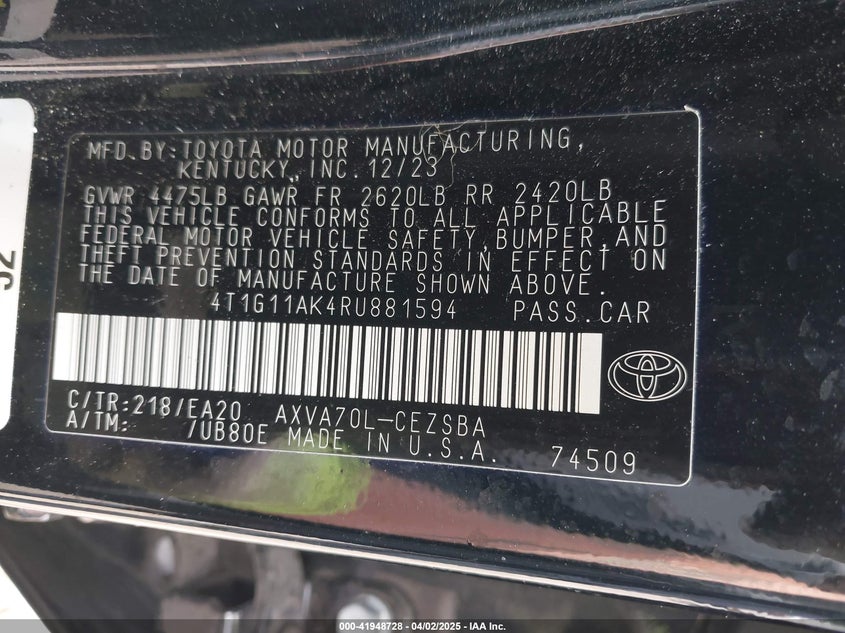 MFD.BY:TOYOTA MOTOR MANUFACTURING,
KENTUCKY, INC. 12/23
GVWR 4475LB GAWR FR 2620LB RR 2420LB
THIS VEHICLE CONFORMS TO ALL APPLICABLE
FEDERAL MOTOR VEHICLE SAFETY, BUMPER, AND
THEFT PREVENTION STANDARDS IN EFFECT ON
THE DATE OF MANUFACTURE SHOWN ABOVE.
4T1G11AK4RU881594 PASS.CAR
C/TR:218/EA20 AXVA70L-CEZSBA
A/TM: /UB80E MADE IN U.S.A. 74509
52
000-41948728 - 04/02/2025 - IAA Inc.